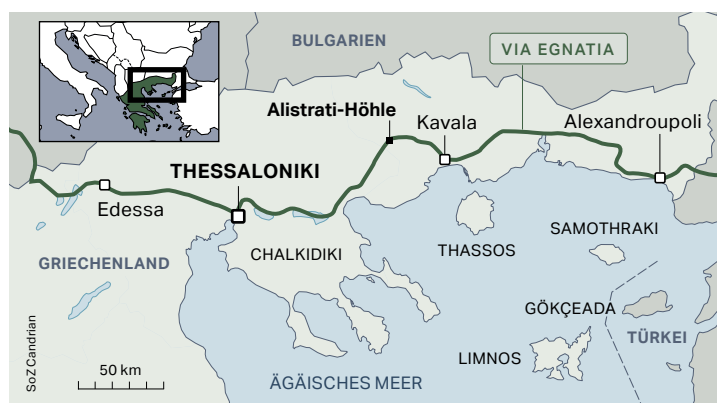 BULGARIEN
VIA EGNATIA
Alistrati-Höhle
Kavala
Alexandroupoli
THESSALONIKI
Edessa
SAMOTHRAKI
THASSOS
CHALKIDIKI
GRIECHENLAND
GÖKÇEADA
TÜRKEI
LIMNOS
50 km
ÄGÄISCHES MEER
SoZ Candrian